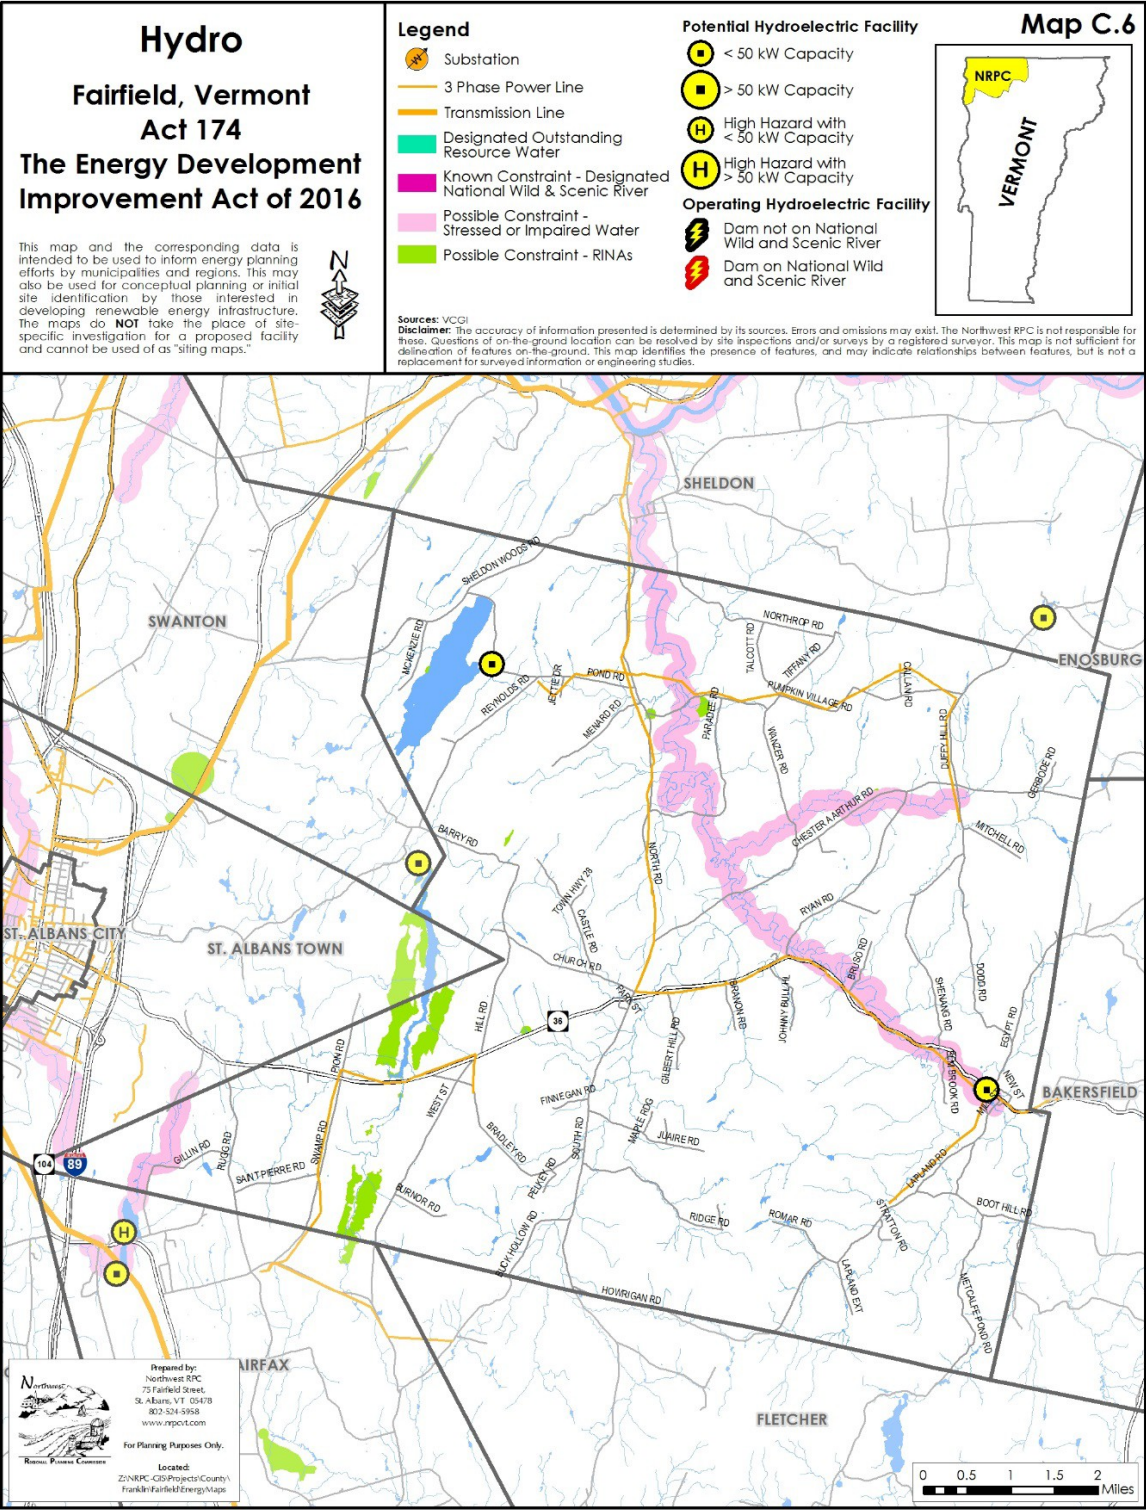 Hydro
Fairfield, Vermont
Act 174
The Energy Development
Improvement Act of 2016
This map and the corresponding data is
intended to be used to inform energy planning
efforts by municipalities and regions. This may
also be used for conceptual planning or initial
site identification by those interested in
developing renewable energy infrastructure.
The maps do NOT take the place of site-
specific investigation for a proposed facility
and cannot be used of as "siting maps."
N
Legend
Substation
3 Phase Power Line
Transmission Line
Designated Outstanding
Resource Water
Known Constraint - Designated
National Wild & Scenic River
Possible Constraint -
Stressed or Impaired Water
Possible Constraint - RINAs
Potential Hydroelectric Facility
< 50 kW Capacity
> 50 kW Capacity
H
High Hazard with
< 50 kW Capacity
H
High Hazard with
> 50 kW Capacity
Operating Hydroelectric Facility
Dam not on National
Wild and Scenic River
Dam on National Wild
and Scenic River
Map C.6
NRPC
VERMONT
Sources: VCGI
Disclaimer: The accuracy of information presented is determined by its sources. Errors and omissions may exist. The Northwest RPC is not responsible for
these. Questions of on-the-ground location can be resolved by site inspections and/or surveys by a registered surveyor. This map is not sufficient for
delineation of features on-the-ground. This map identifies the presence of features, and may indicate relationships between features, but is not a
replacement for surveyed information or engineering studies.
SHELDON
SHELDON WOODS RD
SWANTON
MCKENZIE RD
NORTHROP RD
TALCOTT RD
TIFFANY RD
ENOSBURG
REYNOLDS RD
JETTIE DR
POND RD
MENARD RD
PARADEE RD
PUMPKIN VILLAGE RD
CALLAN RD
DUFFY HILL RD
WANZER RD
GERBODE RD
CHESTER A ARTHUR RD
MITCHELL RD
BARRY RD
NORTH RD
TOWN HWY 28
CASTLE RD
RYAN RD
ST. ALBANS CITY
ST. ALBANS TOWN
CHURCH RD
PARK ST
BRUSO RD
DODD RD
SHENANG RD
BRANON RD
JOHNNY BULL HL
HILL RD
36
GILBERT HILL RD
EGYPT RD
PION RD
ELM BROOK RD
NEW ST
BAKERSFIELD
WEST ST
FINNEGAN RD
MAPLE RDG
JUAIRE RD
BRADLEY RD
SOUTH RD
SWAMP RD
GILLIN RD
RUGG RD
104
89
SAINT PIERRE RD
PELKEY RD
LAPLAND RD
BURNOR RD
BUCK HOLLOW RD
RIDGE RD
ROMAR RD
STRATTON RD
BOOT HILL RD
H
LAPLAND EXT
METCALFE POND RD
HOWRIGAN RD
AIRFAX
FLETCHER
Northwest
REGIONAL PLANNING COMMISSION
Prepared by:
Northwest RPC
75 Fairfield Street,
St. Albans, VT 05478
802-524-5958
www.nrpcvt.com
For Planning Purposes Only.
Located:
Z:\NRPC-GIS\Projects\County\
Franklin\Fairfield\EnergyMaps
0 0.5 1 1.5 2
Miles